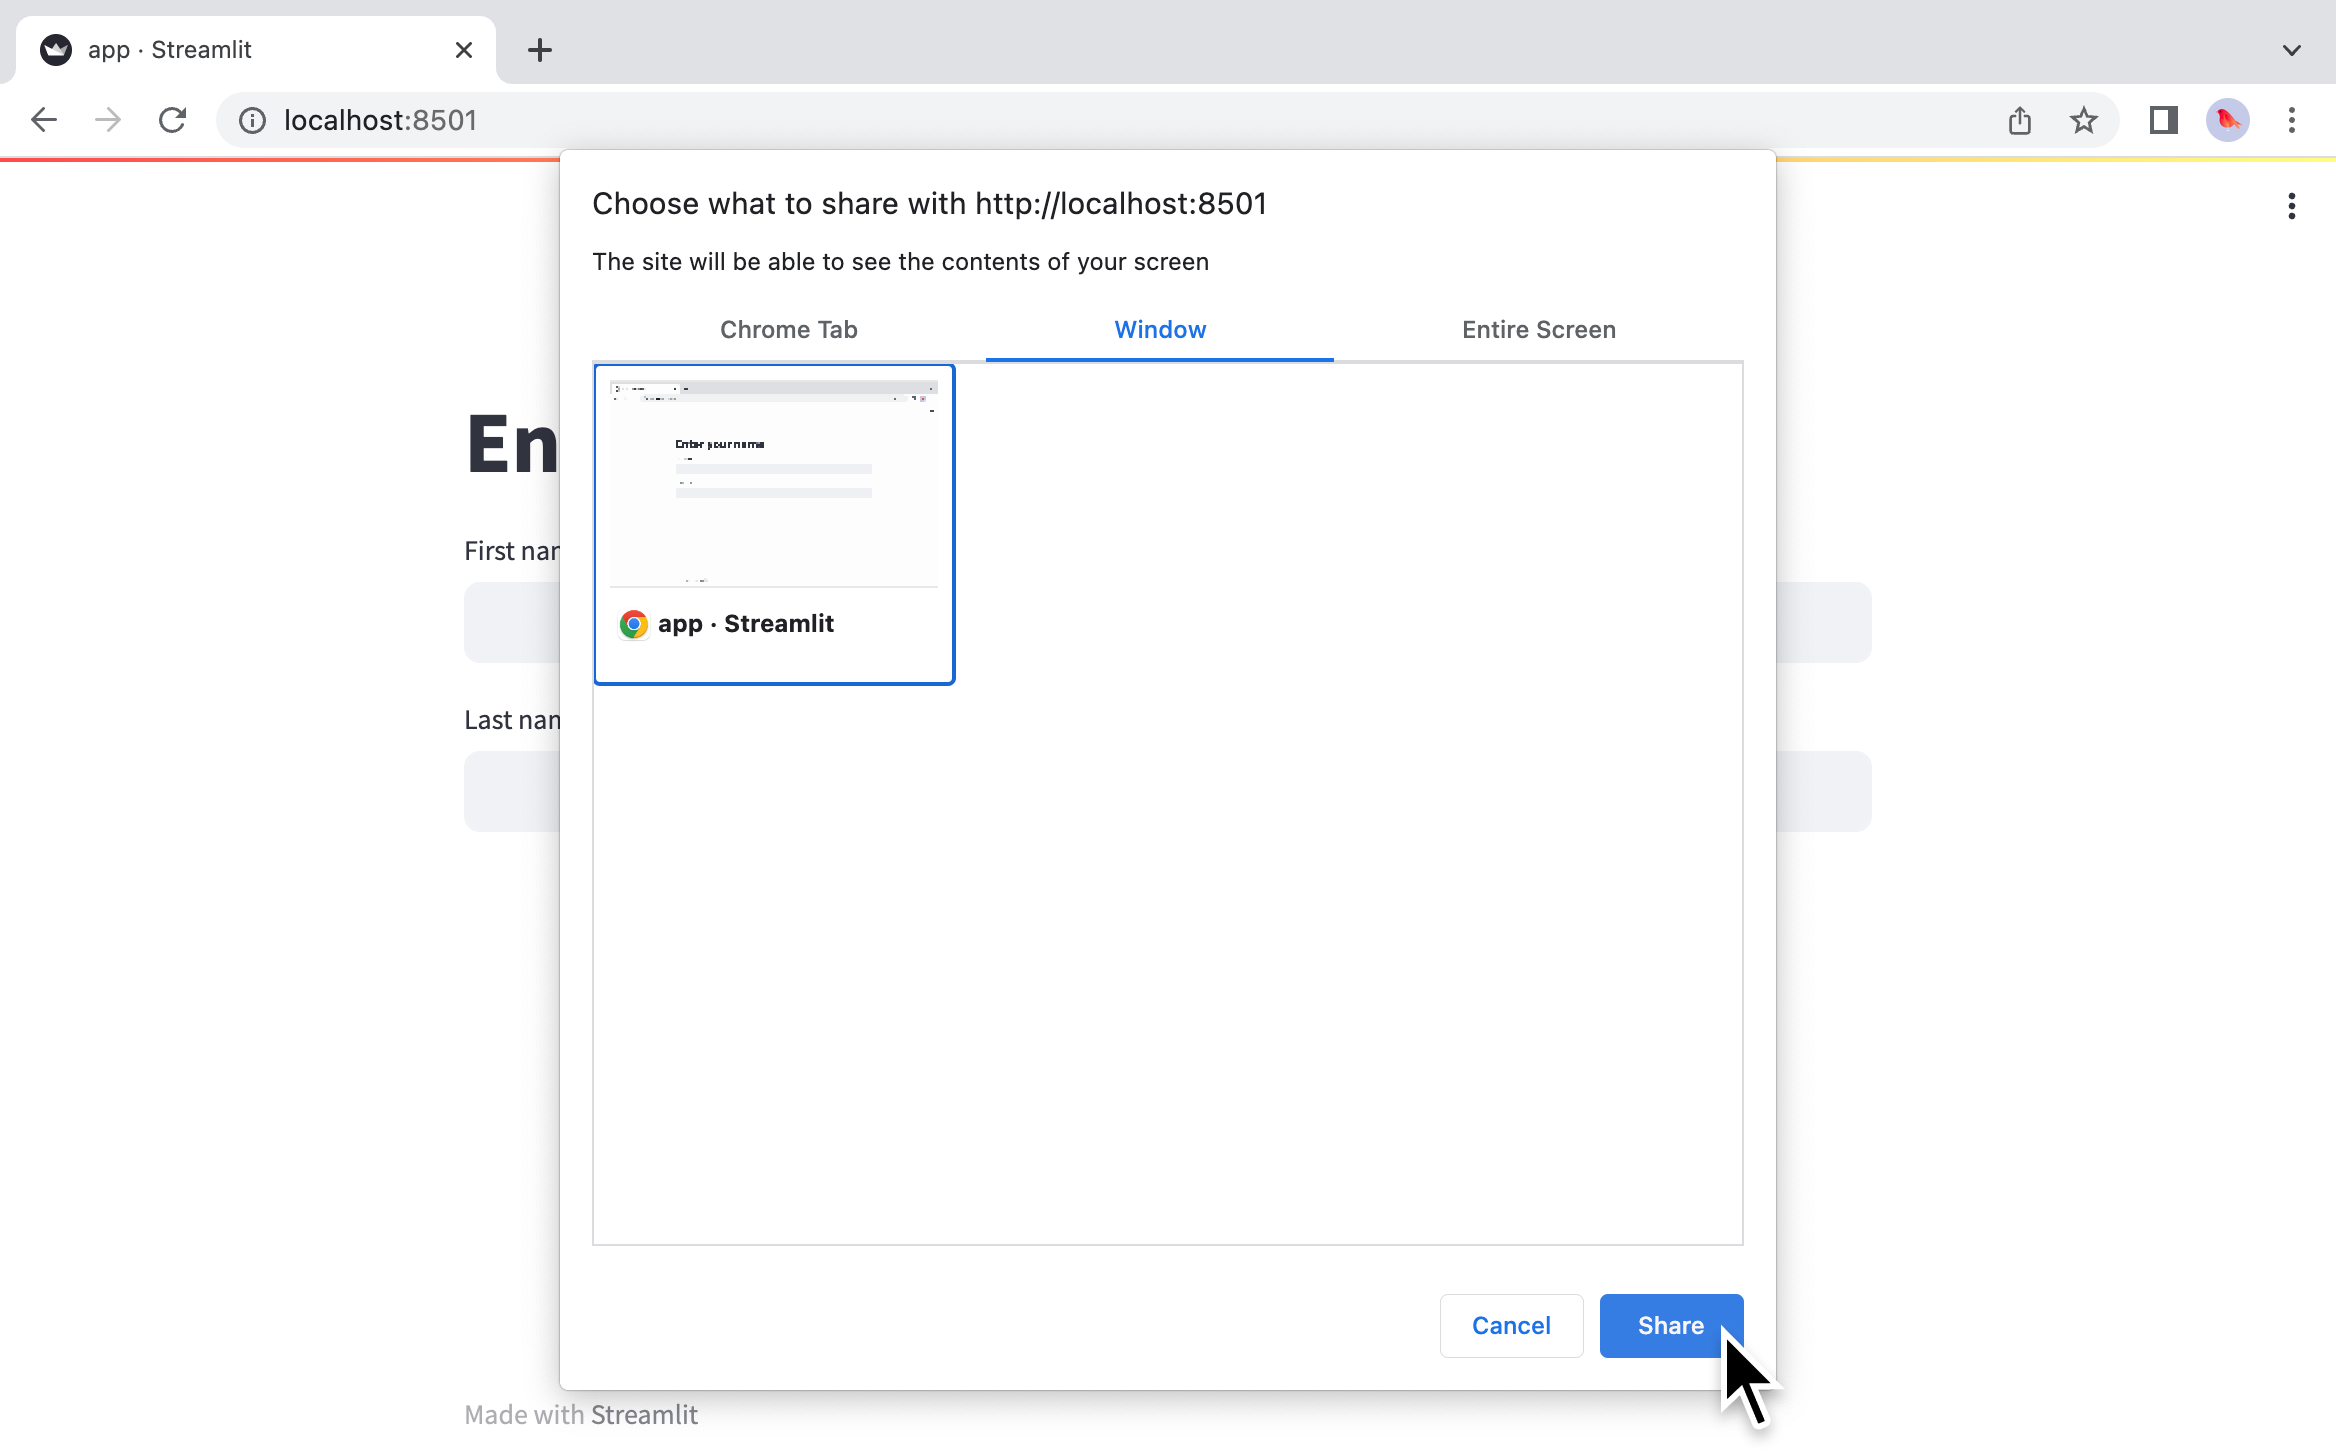 app · Streamlit
localhost:8501
Choose what to share with http://localhost:8501
The site will be able to see the contents of your screen
Chrome Tab
Window
Entire Screen
En
Enter your name
First nam
Last nam
app · Streamlit
Cancel
Share
Made with Streamlit